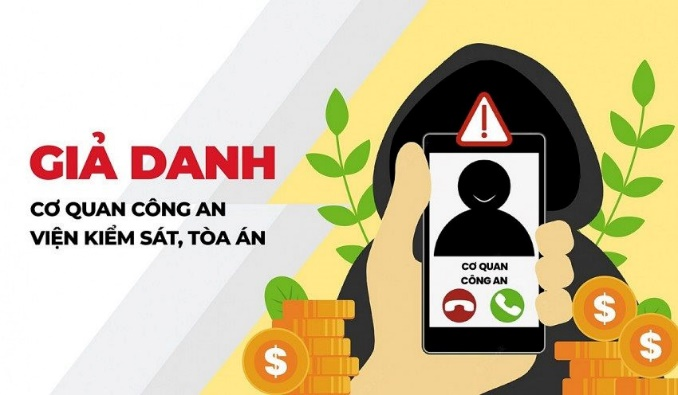 GIẢ DANH
CƠ QUAN CÔNG AN
VIỆN KIỂM SÁT, TÒA ÁN
CƠ QUAN
CÔNG AN
$
$
$